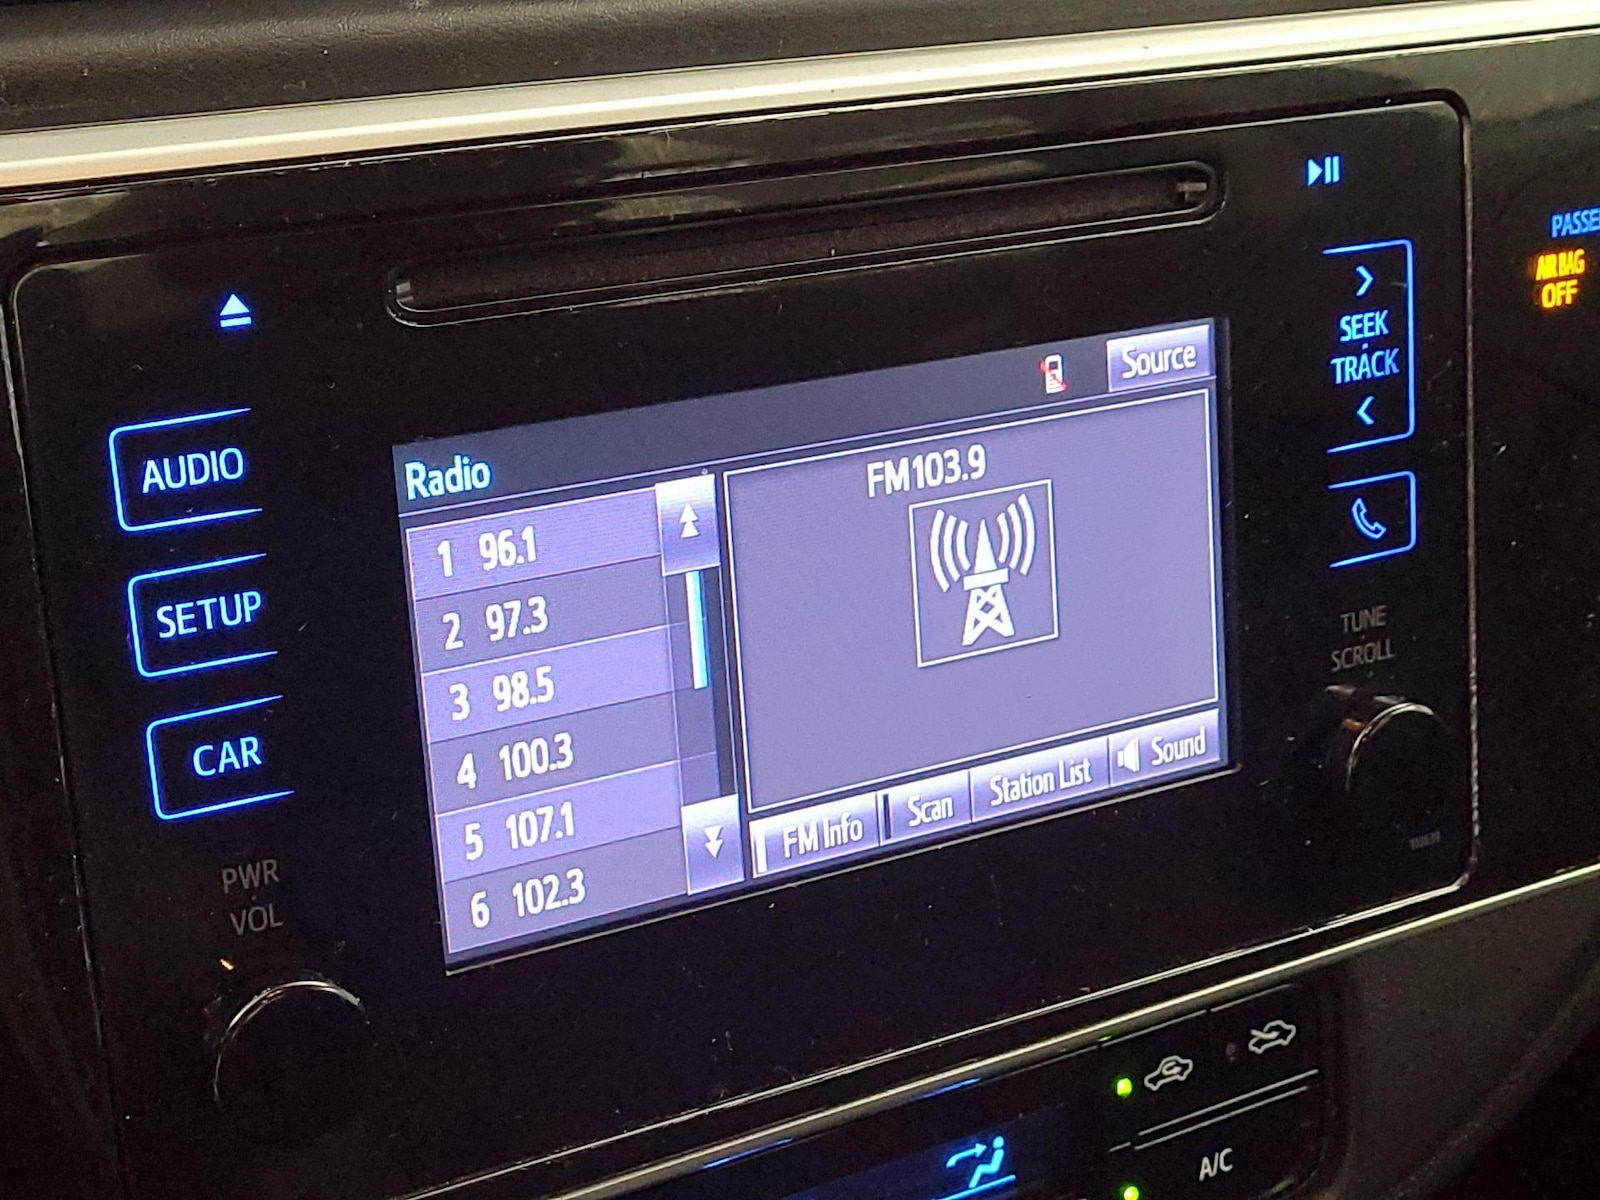 PASSE
AIR BAG
OFF
SEEK
TRACK
Source
AUDIO
Radio
FM103.9
1 96.1
2 97.3
3 98.5
4 100.3
5 107.1
6 102.3
SETUP
TUNE
SCROLL
CAR
FM Info
Scan
Station List
Sound
PWR
VOL
A/C